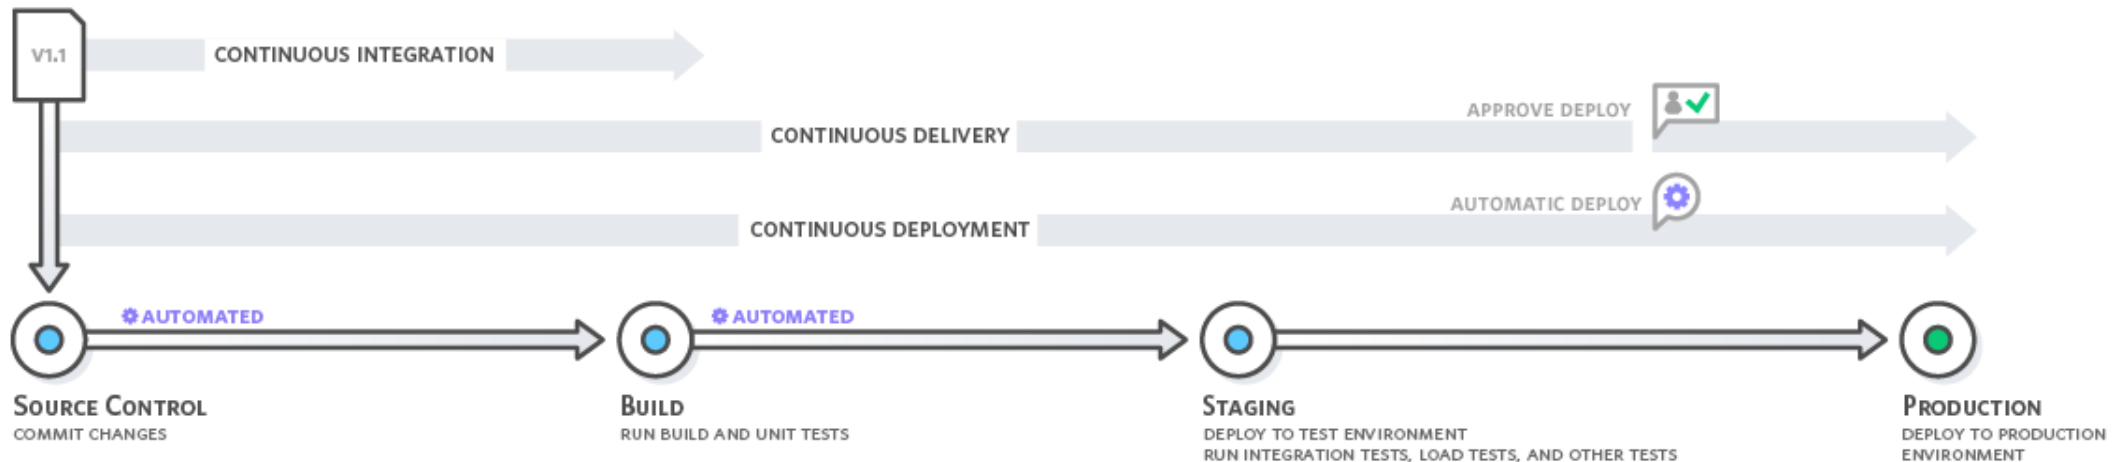 V1.1
CONTINUOUS INTEGRATION
APPROVE DEPLOY
CONTINUOUS DELIVERY
AUTOMATIC DEPLOY
CONTINUOUS DEPLOYMENT
AUTOMATED
AUTOMATED
SOURCE CONTROL
COMMIT CHANGES
BUILD
RUN BUILD AND UNIT TESTS
STAGING
DEPLOY TO TEST ENVIRONMENT
RUN INTEGRATION TESTS, LOAD TESTS, AND OTHER TESTS
PRODUCTION
DEPLOY TO PRODUCTION
ENVIRONMENT